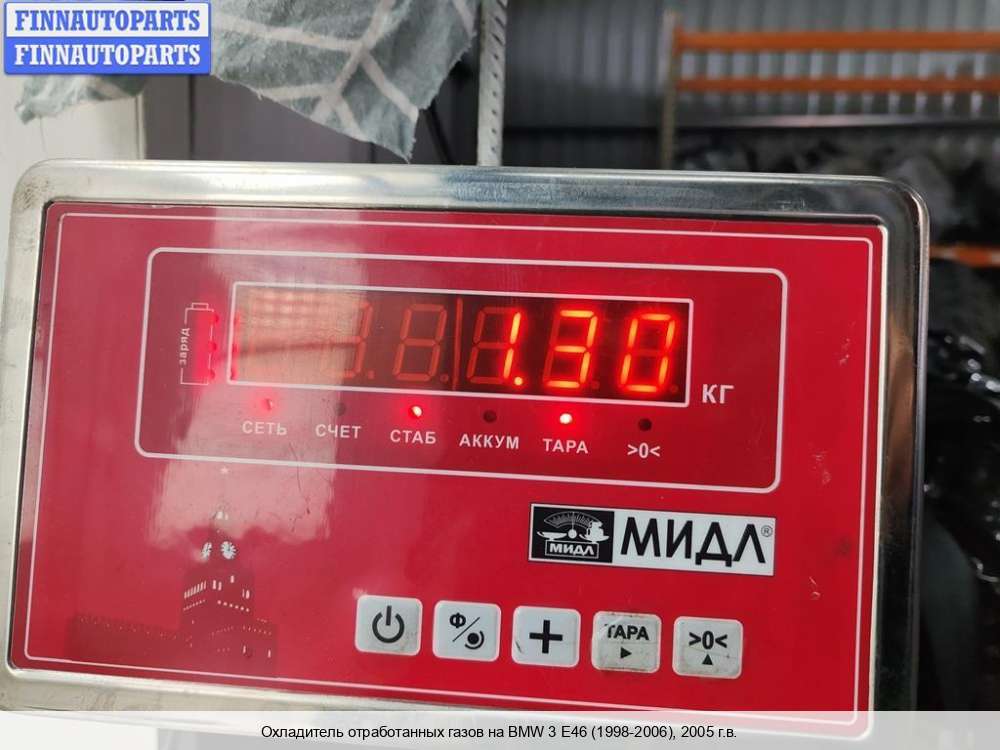 FINNAUTOPARTS
FINNAUTOPARTS
заряд
1.30
КГ
СЕТЬ СЧЕТ СТАБ АККУМ ТАРА >0<
МИДЛ МИДЛ®
Ф ТАРА >0<
Охладитель отработанных газов на BMW 3 E46 (1998-2006), 2005 г.в.